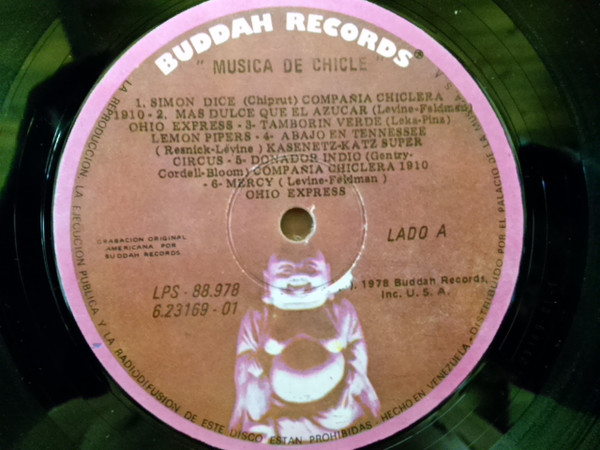 BUDDAH RECORDS®
" MUSICA DE CHICLE "
1. SIMON DICE (Chiprut) COMPAÑIA CHICLERA
1910 - 2. MAS DULCE QUE EL AZUCAR (Levine-Feldman)
OHIO EXPRESS - 3- TAMBORIN VERDE (Leka-Pina)
LEMON PIPERS - 4- ABAJO EN TENNESSEE
( Resnick-Levine ) KASENETZ-KATZ SUPER
CIRCUS - 5- DONADOR INDIO (Gentry-
Cordell-Bloom) COMPAÑIA CHICLERA 1910
-6- MERCY ( Levine-Feldman )
OHIO EXPRESS
LADO A
GRABACION ORIGINAL
AMERICANA POR
BUDDAH RECORDS.
LPS - 88.978
6.23169 - 01
). 1978 Buddah Records,
Inc. U. S. A.
LA REPRODUCCION, LA EJECUCION PUBLICA Y LA RADIODIFUSION DE ESTE DISCO ESTAN PROHIBIDAS - HECHO EN VENEZUELA - DISTRIBUIDO POR EL PALACIO DE LA MUSICA S. A.